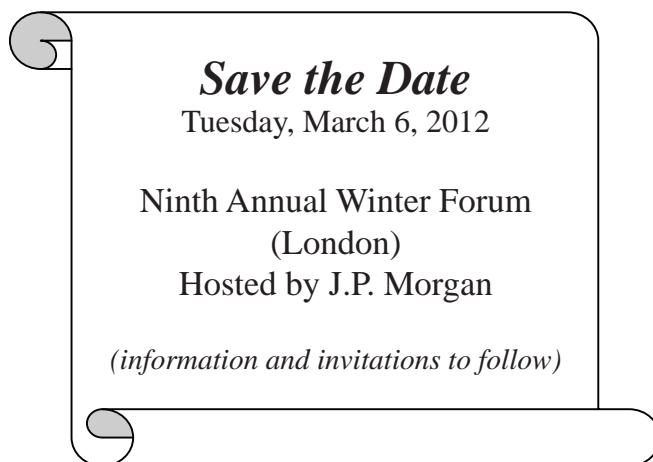 Save the Date
Tuesday, March 6, 2012
Ninth Annual Winter Forum
(London)
Hosted by J.P. Morgan
(information and invitations to follow)